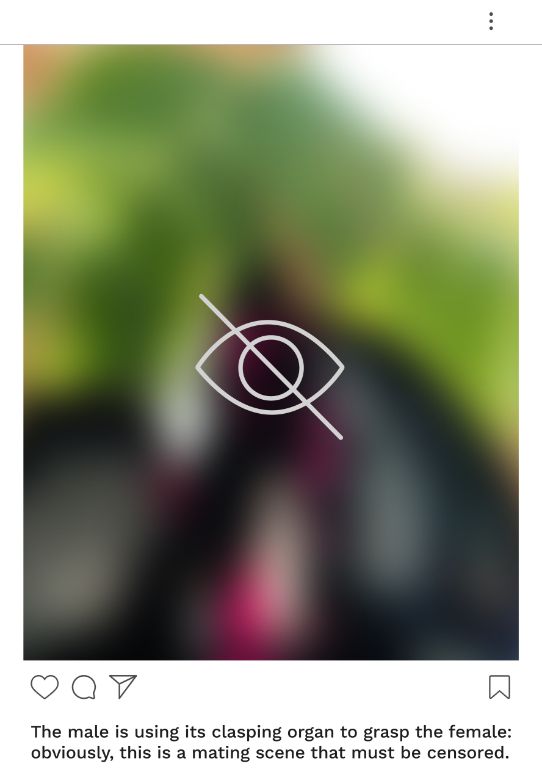 The male is using its clasping organ to grasp the female:
obviously, this is a mating scene that must be censored.